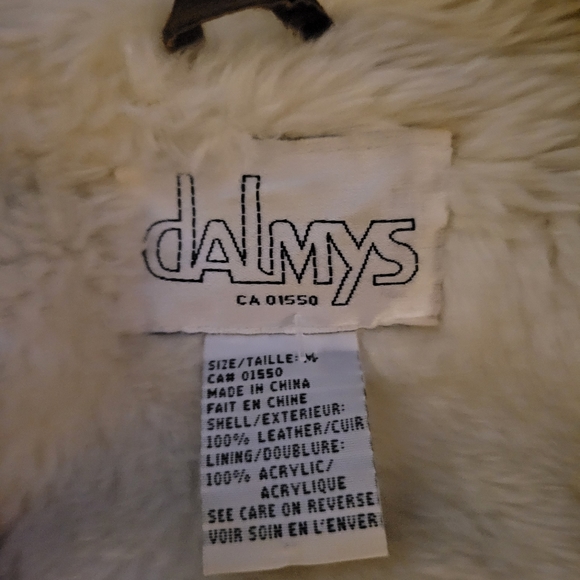 dalmys
CA 01550
SIZE/TAILLE: M
CA# 01550
MADE IN CHINA
FAIT EN CHINE
SHELL/EXTERIEUR:
100% LEATHER/CUIR
LINING/DOUBLURE:
100% ACRYLIC/
ACRYLIQUE
SEE CARE ON REVERSE
VOIR SOIN EN L'ENVER